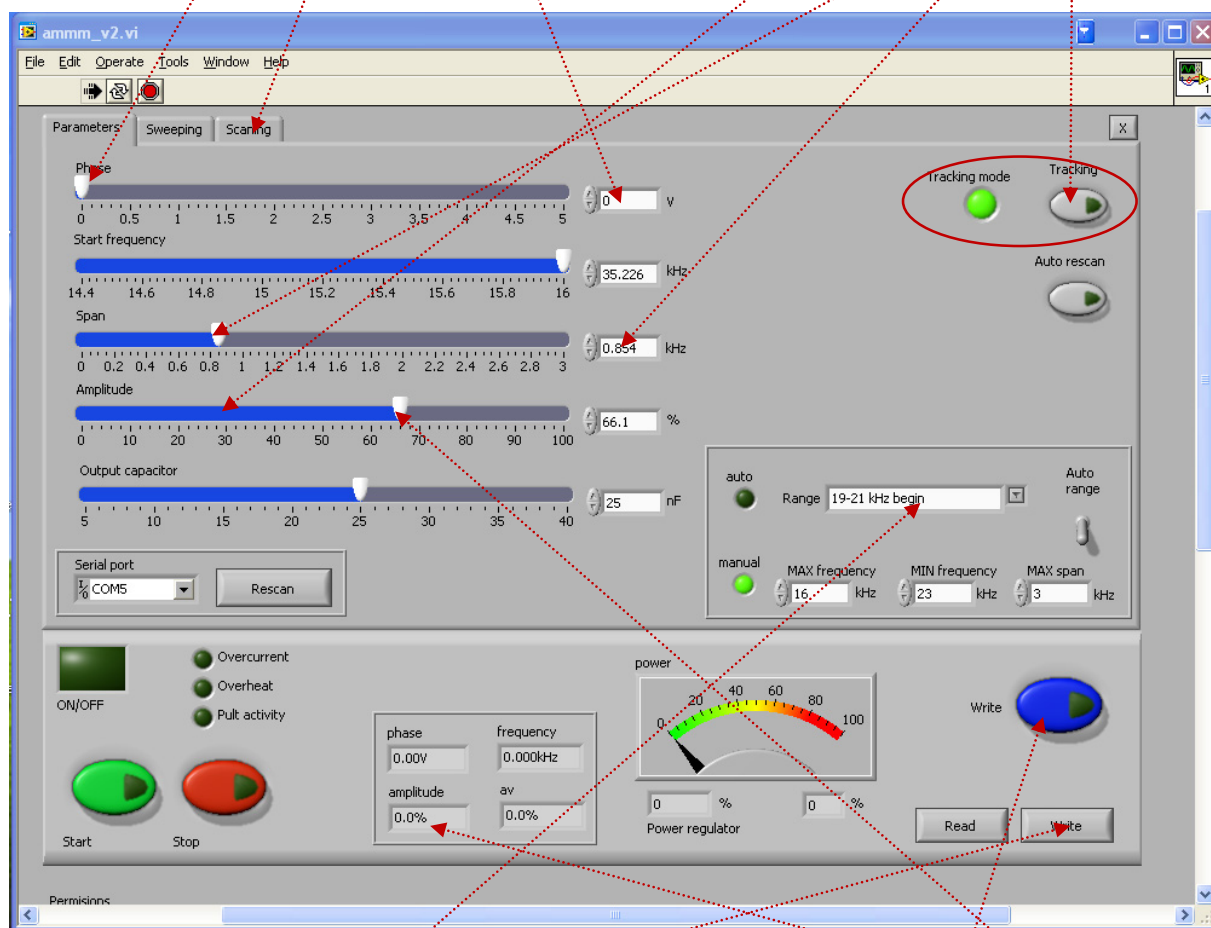 ammm_v2.vi
File Edit Operate Tools Window Help
1
Parameters Sweeping Scaning X
Phase
0 V
0 0.5 1 1.5 2 2.5 3 3.5 4 4.5 5
Tracking mode Tracking
Start frequency
35.226 kHz
14.4 14.6 14.8 15 15.2 15.4 15.6 15.8 16
Auto rescan
Span
0.854 kHz
0 0.2 0.4 0.6 0.8 1 1.2 1.4 1.6 1.8 2 2.2 2.4 2.6 2.8 3
Amplitude
66.1 %
0 10 20 30 40 50 60 70 80 90 100
Output capacitor
25 nF
5 10 15 20 25 30 35 40
auto Range 19-21 kHz begin Auto
range
manual MAX frequency MIN frequency MAX span
16 kHz 23 kHz 3 kHz
Serial port
I/O COM5 Rescan
ON/OFF
Overcurrent
Overheat
Pult activity
Start Stop
phase frequency
0.00V 0.000kHz
amplitude av
0.0% 0.0%
power
0 20 40 60 80 100
0 % 0 %
Power regulator
Write
Read Write
Permisions